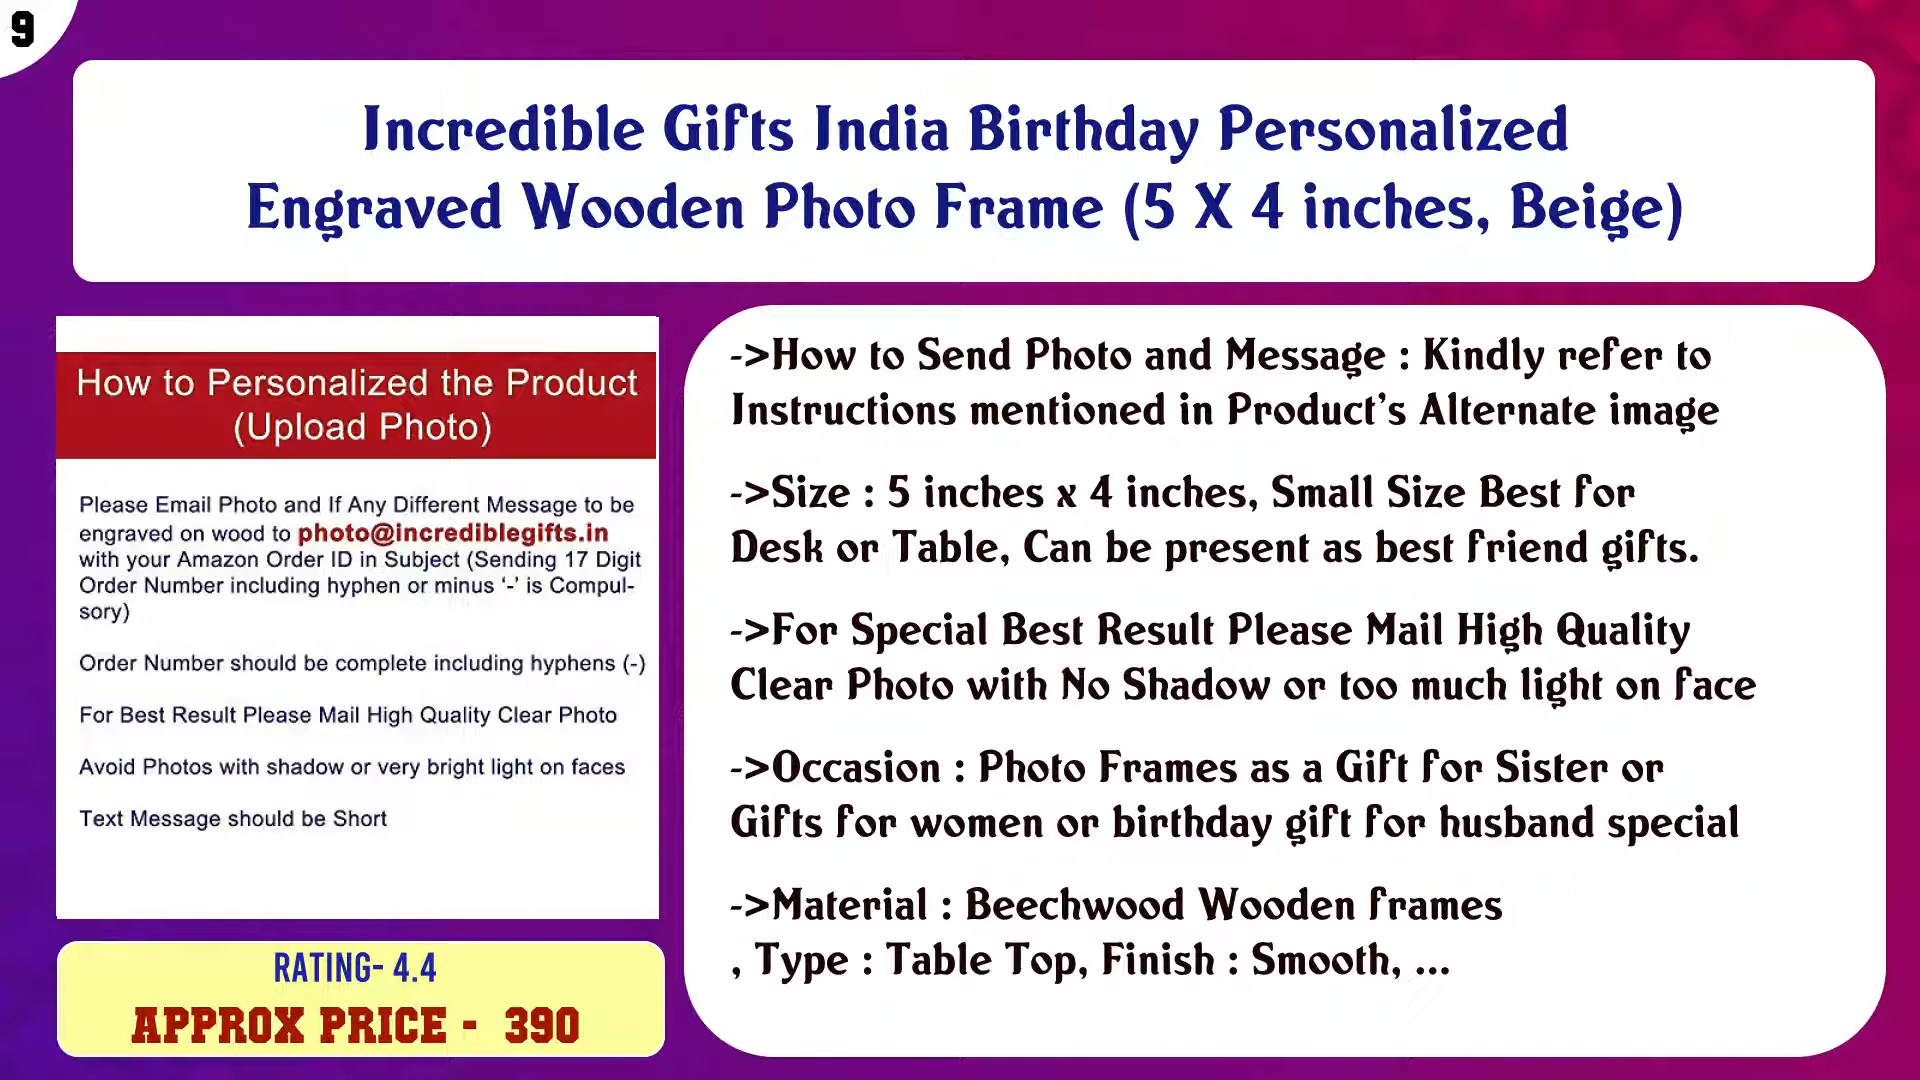 9
Incredible Gifts India Birthday Personalized
Engraved Wooden Photo Frame (5 X 4 inches, Beige)
How to Personalized the Product
(Upload Photo)
Please Email Photo and If Any Different Message to be
engraved on wood to photo@incrediblegifts.in
with your Amazon Order ID in Subject (Sending 17 Digit
Order Number including hyphen or minus ‘-’ is Compul-
sory)
Order Number should be complete including hyphens (-)
For Best Result Please Mail High Quality Clear Photo
Avoid Photos with shadow or very bright light on faces
Text Message should be Short
RATING- 4.4
APPROX PRICE - 390
->How to Send Photo and Message : Kindly refer to
Instructions mentioned in Product’s Alternate image
->Size : 5 inches x 4 inches, Small Size Best for
Desk or Table, Can be present as best friend gifts.
->For Special Best Result Please Mail High Quality
Clear Photo with No Shadow or too much light on face
->Occasion : Photo Frames as a Gift for Sister or
Gifts for women or birthday gift for husband special
->Material : Beechwood Wooden frames
, Type : Table Top, Finish : Smooth, ...